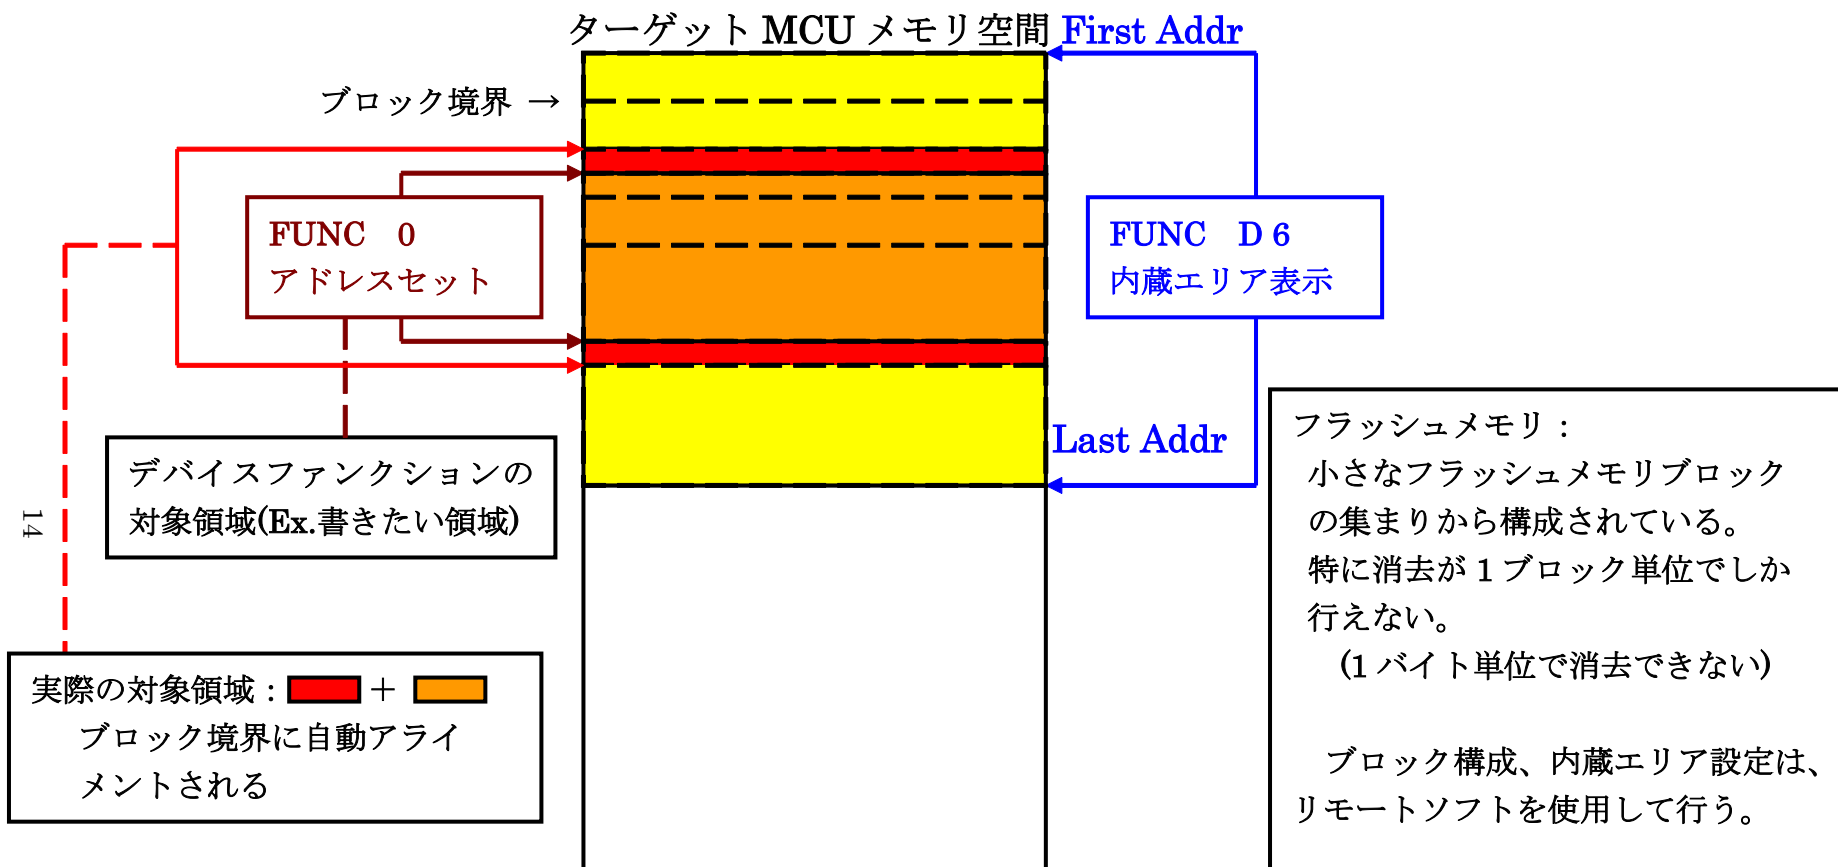 ターゲット MCU メモリ空間 First Addr
ブロック境界 →
FUNC 0
アドレスセット
FUNC D 6
内蔵エリア表示
Last Addr
デバイスファンクションの
対象領域(Ex.書きたい領域)
14
実際の対象領域： ＋
ブロック境界に自動アライ
メントされる
フラッシュメモリ：
小さなフラッシュメモリブロック
の集まりから構成されている。
特に消去が 1 ブロック単位でしか
行えない。
(1 バイト単位で消去できない)
ブロック構成、内蔵エリア設定は、
リモートソフトを使用して行う。